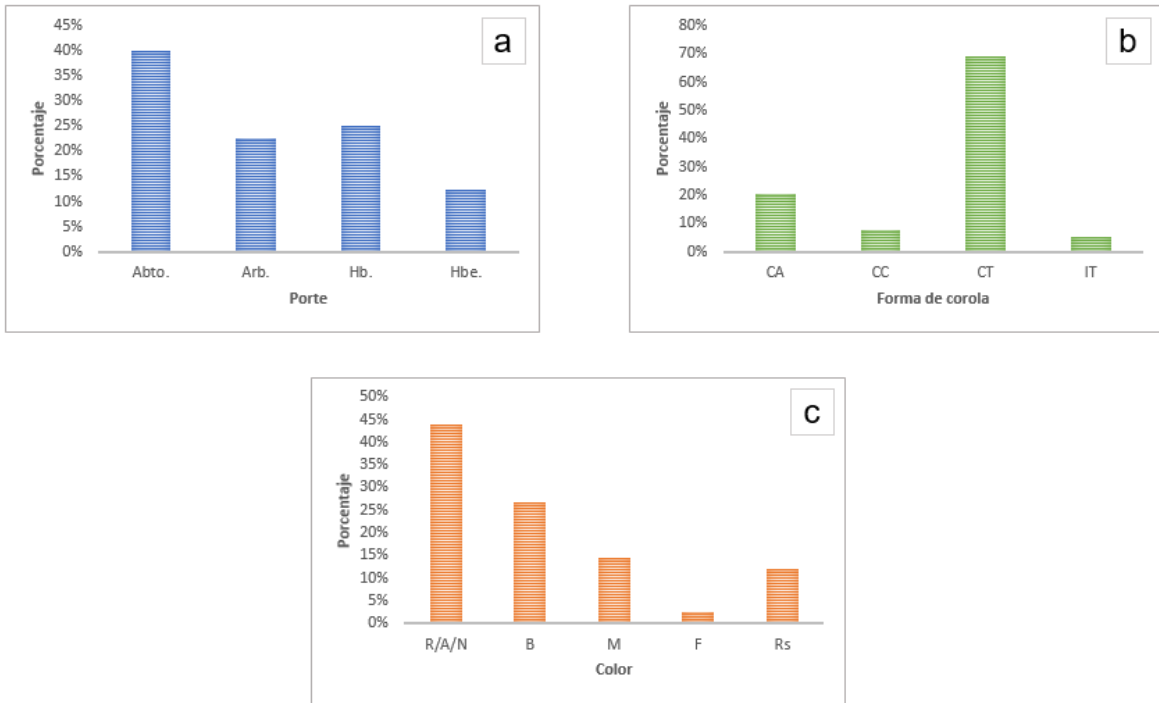 a
45%
40%
35%
30%
25%
20%
15%
10%
5%
0%
Porcentaje
Abto. Arb. Hb. Hbe.
Porte
b
80%
70%
60%
50%
40%
30%
20%
10%
0%
Porcentaje
CA CC CT IT
Forma de corola
c
50%
45%
40%
35%
30%
25%
20%
15%
10%
5%
0%
Porcentaje
R/A/N B M F Rs
Color